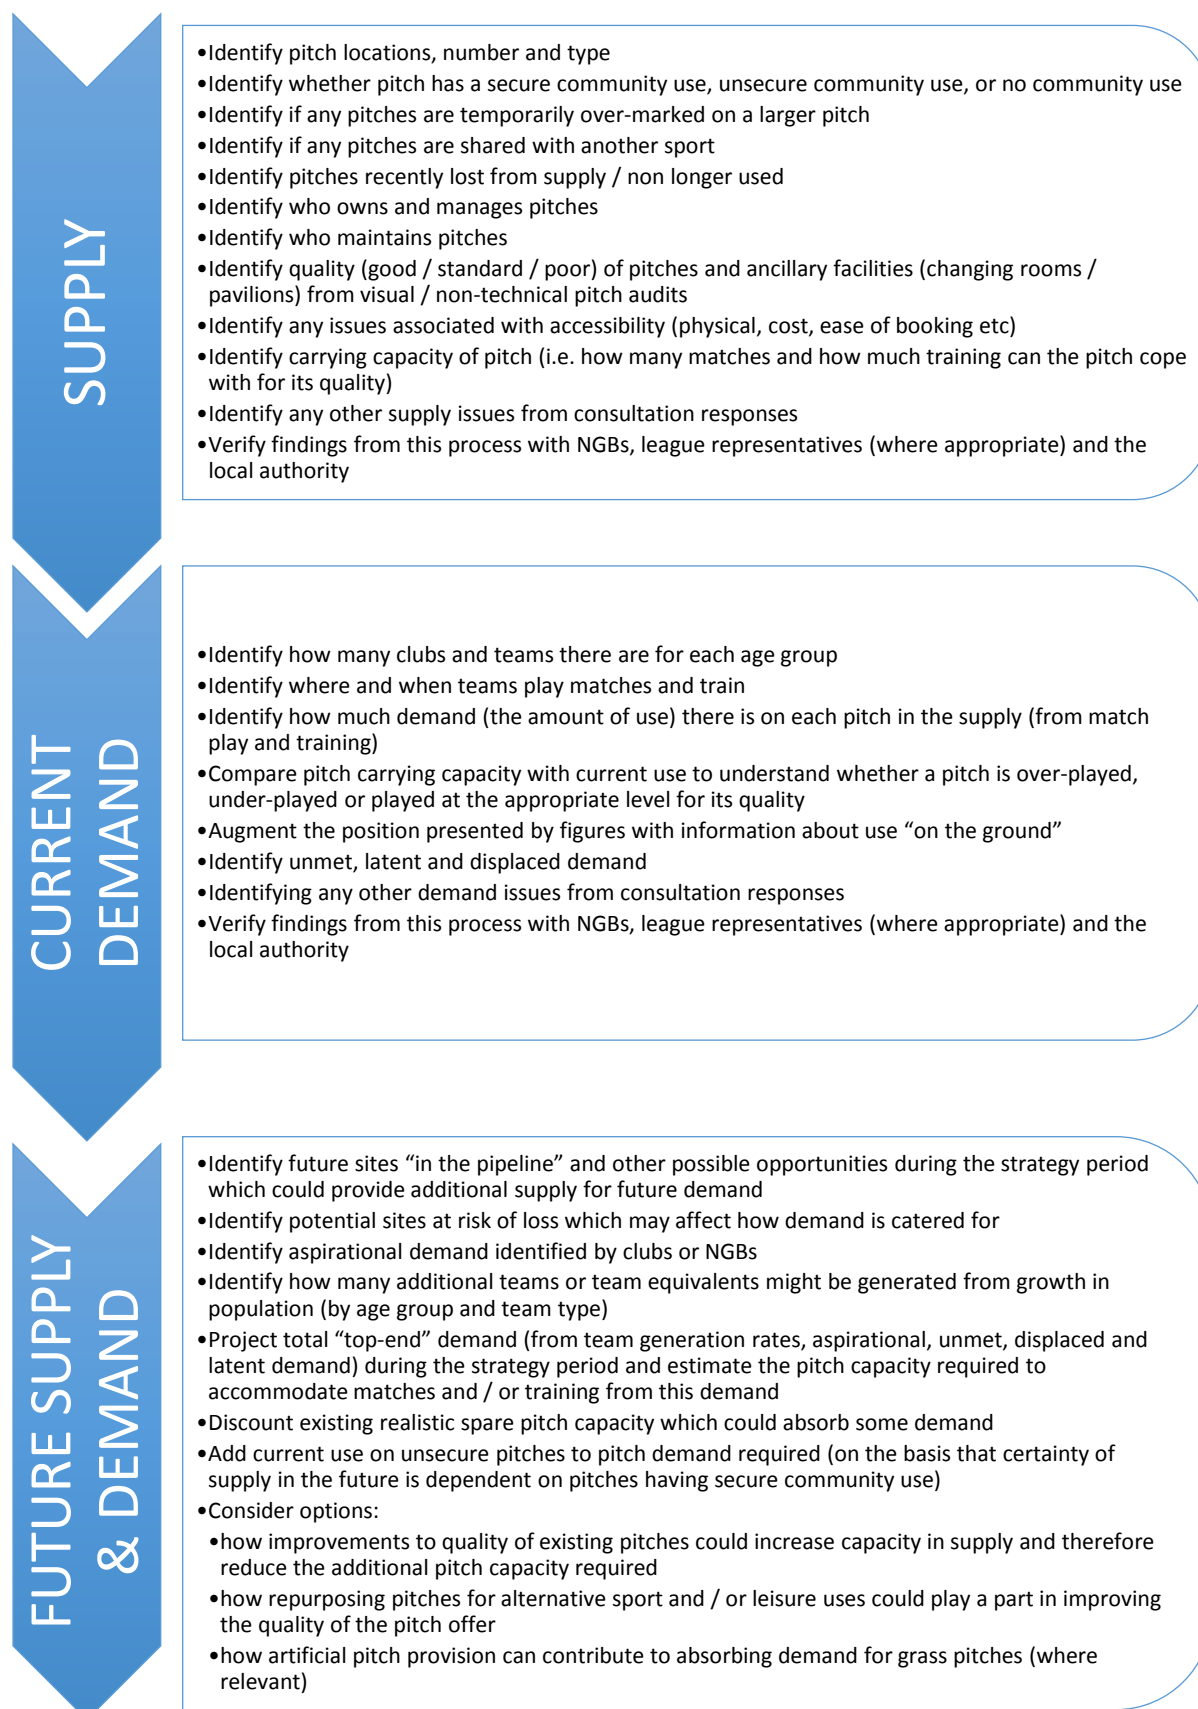 SUPPLY
•Identify pitch locations, number and type
•Identify whether pitch has a secure community use, unsecure community use, or no community use
•Identify if any pitches are temporarily over-marked on a larger pitch
•Identify if any pitches are shared with another sport
•Identify pitches recently lost from supply / non longer used
•Identify who owns and manages pitches
•Identify who maintains pitches
•Identify quality (good / standard / poor) of pitches and ancillary facilities (changing rooms /
pavilions) from visual / non-technical pitch audits
•Identify any issues associated with accessibility (physical, cost, ease of booking etc)
•Identify carrying capacity of pitch (i.e. how many matches and how much training can the pitch cope
with for its quality)
•Identify any other supply issues from consultation responses
•Verify findings from this process with NGBs, league representatives (where appropriate) and the
local authority
CURRENT
DEMAND
•Identify how many clubs and teams there are for each age group
•Identify where and when teams play matches and train
•Identify how much demand (the amount of use) there is on each pitch in the supply (from match
play and training)
•Compare pitch carrying capacity with current use to understand whether a pitch is over-played,
under-played or played at the appropriate level for its quality
•Augment the position presented by figures with information about use “on the ground”
•Identify unmet, latent and displaced demand
•Identifying any other demand issues from consultation responses
•Verify findings from this process with NGBs, league representatives (where appropriate) and the
local authority
FUTURE SUPPLY
& DEMAND
•Identify future sites “in the pipeline” and other possible opportunities during the strategy period
which could provide additional supply for future demand
•Identify potential sites at risk of loss which may affect how demand is catered for
•Identify aspirational demand identified by clubs or NGBs
•Identify how many additional teams or team equivalents might be generated from growth in
population (by age group and team type)
•Project total “top-end” demand (from team generation rates, aspirational, unmet, displaced and
latent demand) during the strategy period and estimate the pitch capacity required to
accommodate matches and / or training from this demand
•Discount existing realistic spare pitch capacity which could absorb some demand
•Add current use on unsecure pitches to pitch demand required (on the basis that certainty of
supply in the future is dependent on pitches having secure community use)
•Consider options:
•how improvements to quality of existing pitches could increase capacity in supply and therefore
reduce the additional pitch capacity required
•how repurposing pitches for alternative sport and / or leisure uses could play a part in improving
the quality of the pitch offer
•how artificial pitch provision can contribute to absorbing demand for grass pitches (where
relevant)